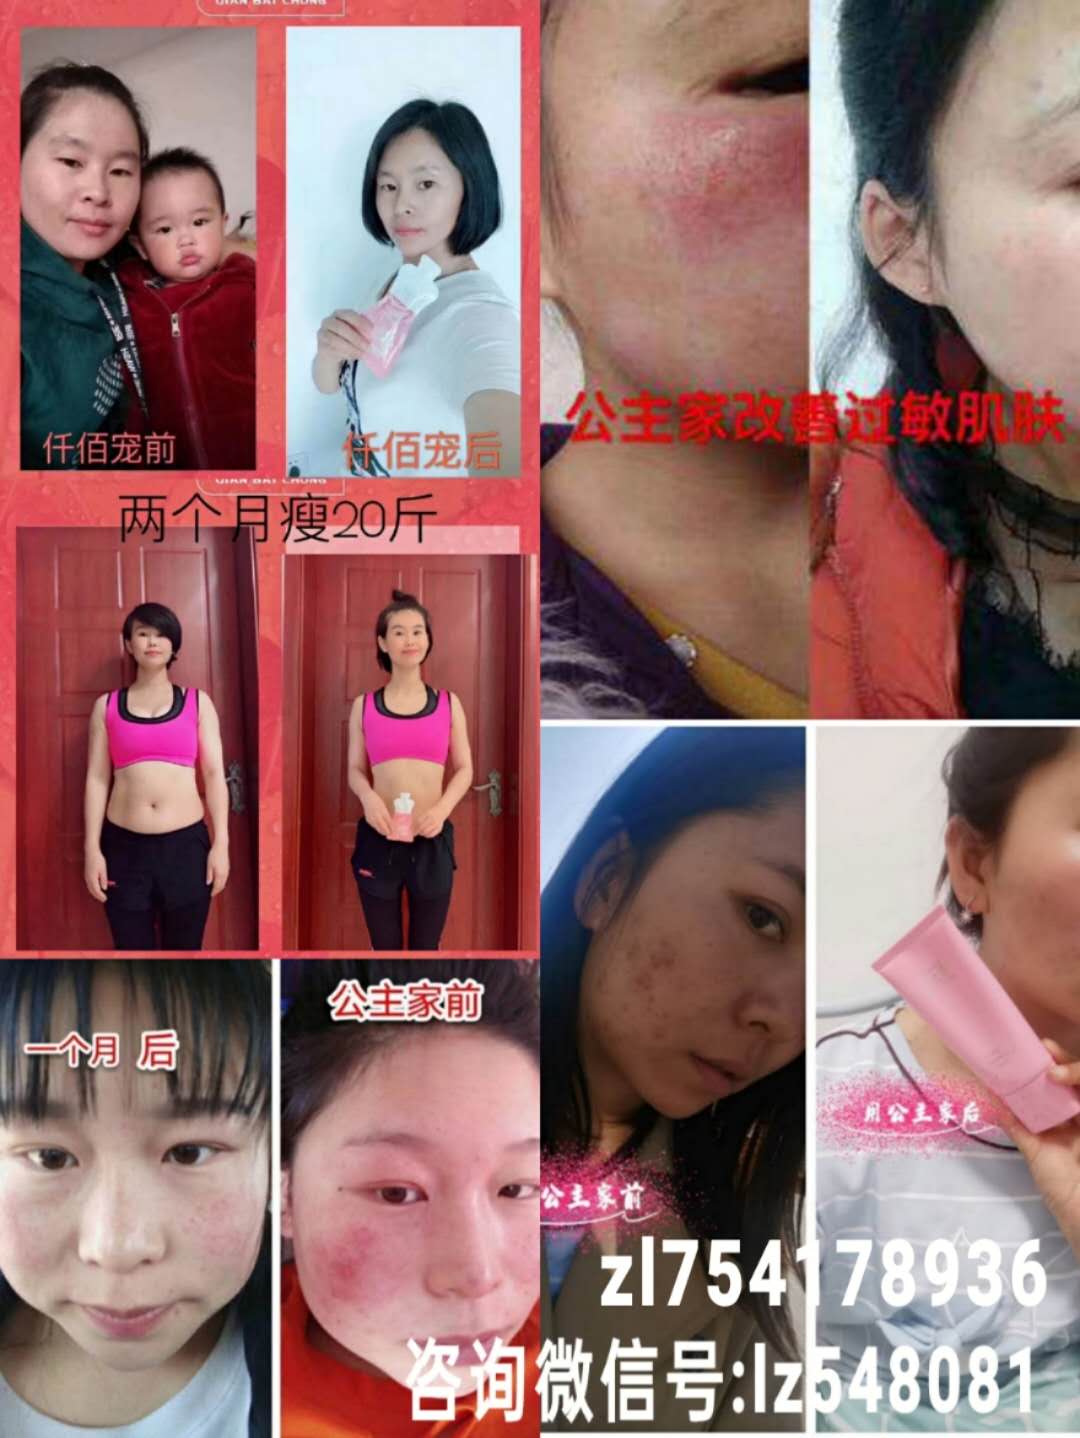 QIAN BAI CHONG
仟佰宠前
仟佰宠后
公主家改善过敏肌肤
QIAN BAI CHONG
两个月瘦20斤
一个月 后
公主家前
公主家前
用公主家后
zl754178936
咨询微信号:lz548081